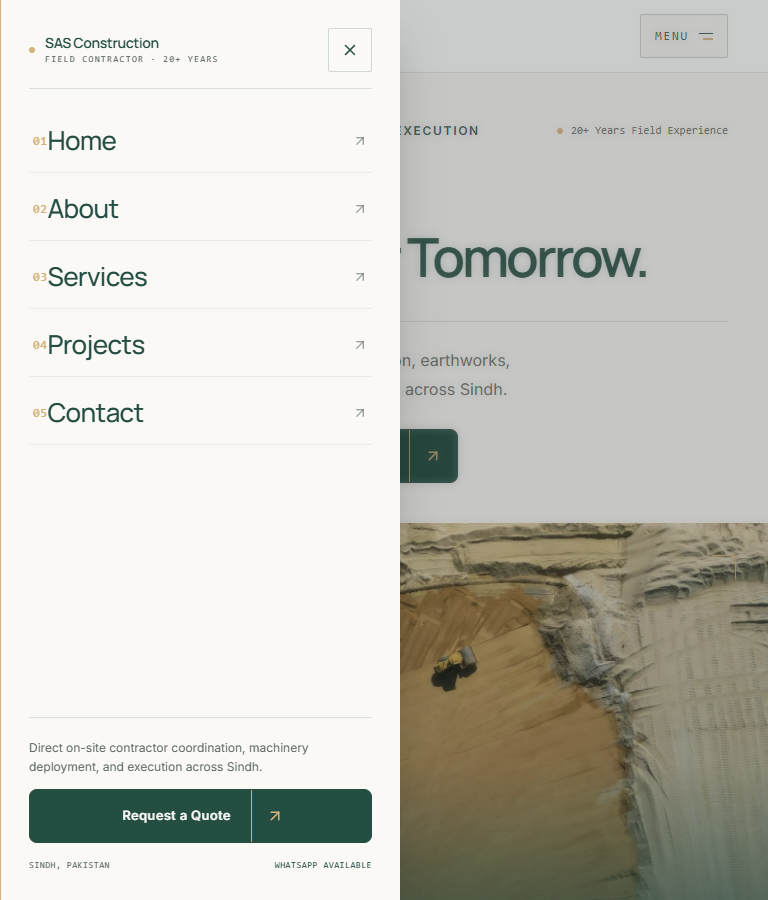 SAS Construction
FIELD CONTRACTOR · 20+ YEARS
MENU
EXECUTION
20+ Years Field Experience
01 Home
02 About
03 Services
04 Projects
05 Contact
Tomorrow.
earthworks,
across Sindh.
Direct on-site contractor coordination, machinery
deployment, and execution across Sindh.
Request a Quote
SINDH, PAKISTAN
WHATSAPP AVAILABLE